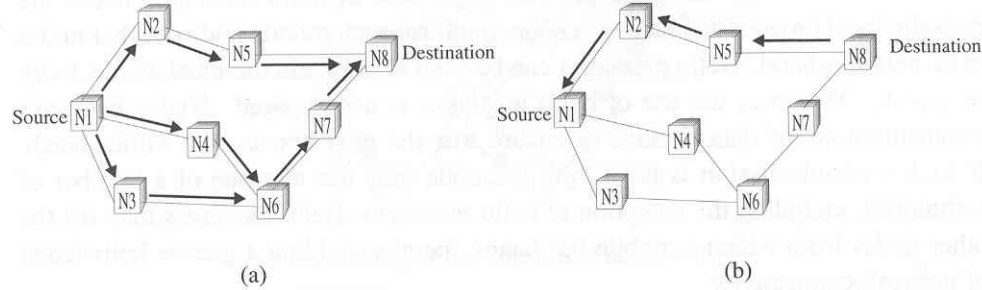 N2
N5
N8
Destination
Source
N1
N4
N7
N3
N6
(a)
N2
N5
N8
Destination
Source
N1
N4
N7
N3
N6
(b)